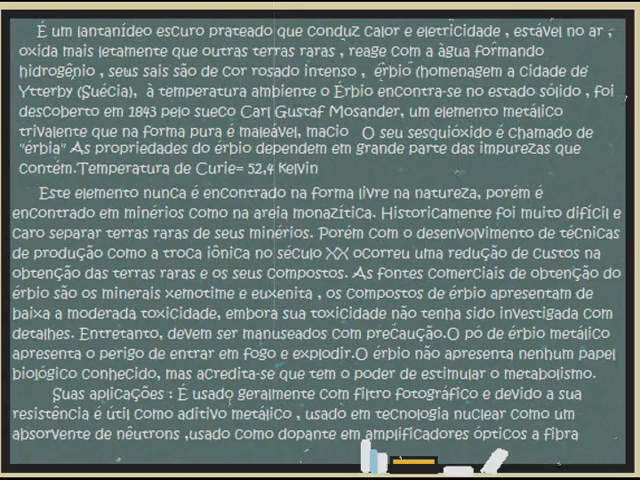 É um lantanídeo escuro prateado que conduz calor e eletricidade , estável no ar ,
oxida mais letamente que outras terras raras , reage com a àgua formando
hidrogênio , seus sais são de cor rosado intenso , érbio (homenagem a cidade de
Ytterby (Suécia), à temperatura ambiente o Érbio encontra-se no estado sólido , foi
descoberto em 1843 pelo sueco Carl Gustaf Mosander, um elemento metálico
trivalente que na forma pura é maleável, macio O seu sesquióxido é chamado de
"érbia" As propriedades do érbio dependem em grande parte das impurezas que
contém.Temperatura de Curie= 52,4 Kelvin
Este elemento nunca é encontrado na forma livre na natureza, porém é
encontrado em minérios como na areia monazítica. Historicamente foi muito difícil e
caro separar terras raras de seus minérios. Porém com o desenvolvimento de técnicas
de produção como a troca iônica no século XX ocorreu uma redução de custos na
obtenção das terras raras e os seus compostos. As fontes comerciais de obtenção do
érbio são os minerais xemotime e euxenita , os compostos de érbio apresentam de
baixa a moderada toxicidade, embora sua toxicidade não tenha sido investigada com
detalhes. Entretanto, devem ser manuseados com precaução.O pó de érbio metálico
apresenta o perigo de entrar em fogo e explodir.O érbio não apresenta nenhum papel
biológico conhecido, mas acredita-se que tem o poder de estimular o metabolismo.
Suas aplicações : É usado geralmente com filtro fotográfico e devido a sua
resistência é útil como aditivo metálico , usado em tecnologia nuclear como um
absorvente de nêutrons ,usado como dopante em amplificadores ópticos a fibra